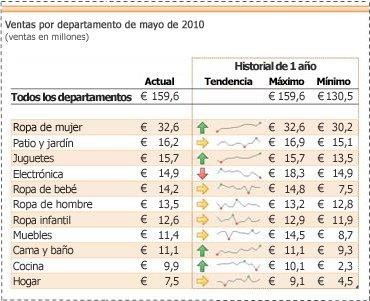 Ventas por departamento de mayo de 2010
(ventas en millones)
Historial de 1 año
Actual Tendencia Máximo Mínimo
Todos los departamentos € 159,6 € 159,6 € 130,5
Ropa de mujer € 32,6 € 32,6 € 30,2
Patio y jardín € 16,2 € 16,9 € 15,1
Juguetes € 15,7 € 15,7 € 13,5
Electrónica € 14,9 € 18,3 € 14,9
Ropa de bebé € 14,2 € 14,8 € 7,5
Ropa de hombre € 13,5 € 13,2 € 12,8
Ropa infantil € 12,6 € 12,9 € 11,9
Muebles € 11,4 € 14,5 € 8,7
Cama y baño € 11,1 € 11,1 € 9,3
Cocina € 9,9 € 10,1 € 2,3
Hogar € 7,5 € 9,1 € 4,5